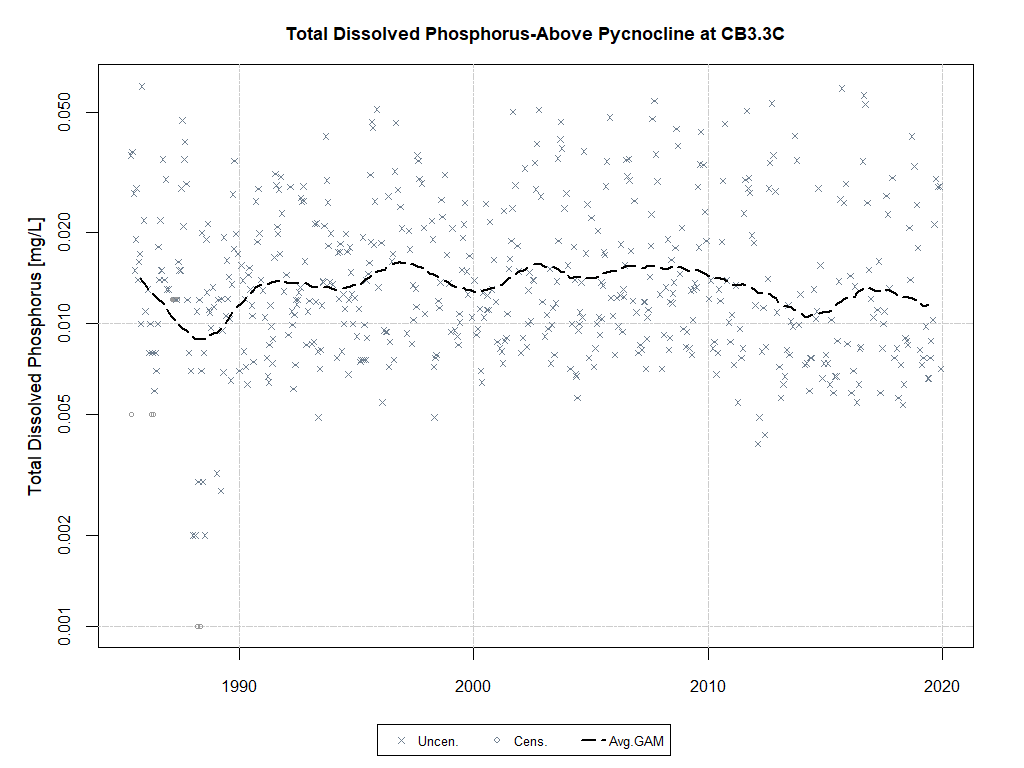 Total Dissolved Phosphorus-Above Pycnocline at CB3.3C
Total Dissolved Phosphorus [mg/L]
0.050
0.020
0.010
0.005
0.002
0.001
1990 2000 2010 2020
Uncen. Cens. Avg.GAM